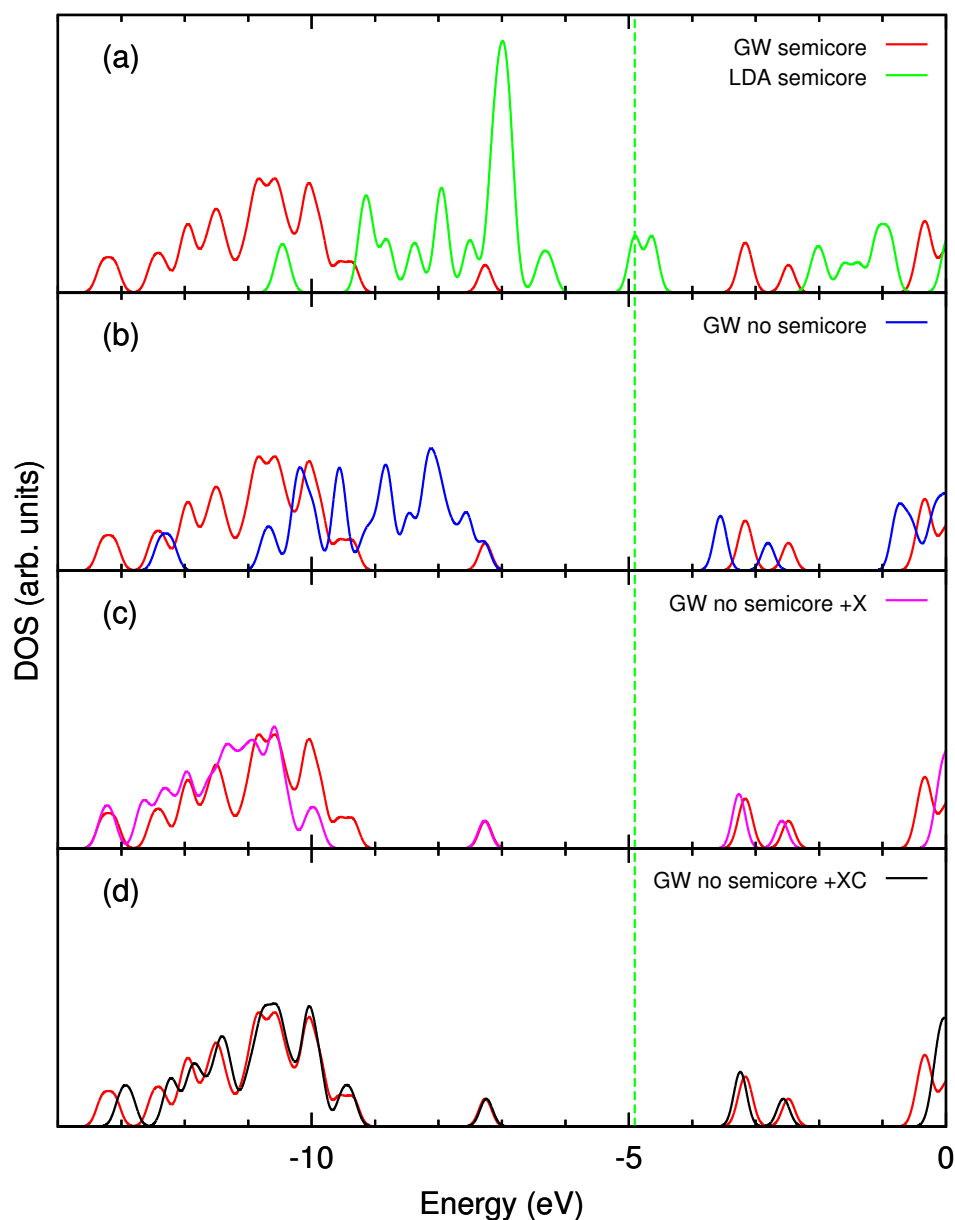 (a)
GW semicore
LDA semicore
(b)
GW no semicore
(c)
GW no semicore +X
(d)
GW no semicore +XC
DOS (arb. units)
-10
-5
0
Energy (eV)